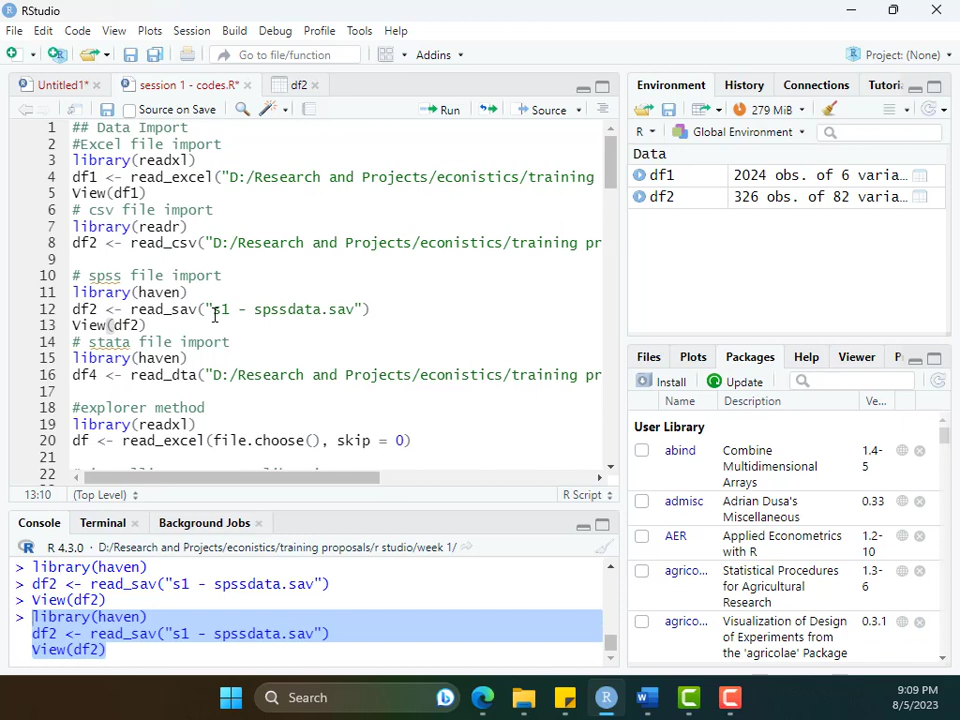 RStudio
File Edit Code View Plots Session Build Debug Profile Tools Help
Go to file/function Addins Project: (None)
Untitled1* session 1 - codes.R* df2
Source on Save Run Source
1 ## Data Import
2 #Excel file import
3 library(readxl)
4 df1 <- read_excel("D:/Research and Projects/econistics/training
5 View(df1)
6 # csv file import
7 library(readr)
8 df2 <- read_csv("D:/Research and Projects/econistics/training pr
9
10 # spss file import
11 library(haven)
12 df2 <- read_sav("s1 - spssdata.sav")
13 View(df2)
14 # stata file import
15 library(haven)
16 df4 <- read_dta("D:/Research and Projects/econistics/training pr
17
18 #explorer method
19 library(readxl)
20 df <- read_excel(file.choose(), skip = 0)
21
22
13:10 (Top Level) R Script
Console Terminal Background Jobs
R 4.3.0 · D:/Research and Projects/econistics/training proposals/r studio/week 1/
> library(haven)
> df2 <- read_sav("s1 - spssdata.sav")
> View(df2)
> library(haven)
df2 <- read_sav("s1 - spssdata.sav")
View(df2)
Environment History Connections Tutori
279 MiB
R Global Environment
Data
df1 2024 obs. of 6 varia...
df2 326 obs. of 82 varia...
Files Plots Packages Help Viewer
Install Update
Name Description Ve...
User Library
abind Combine Multidimensional Arrays 1.4-5
admisc Adrian Dusa's Miscellaneous 0.33
AER Applied Econometrics with R 1.2-10
agrico... Statistical Procedures for Agricultural Research 1.3-6
agrico... Visualization of Design of Experiments from the 'agricolae' Package 0.3.1
Search
9:09 PM
8/5/2023